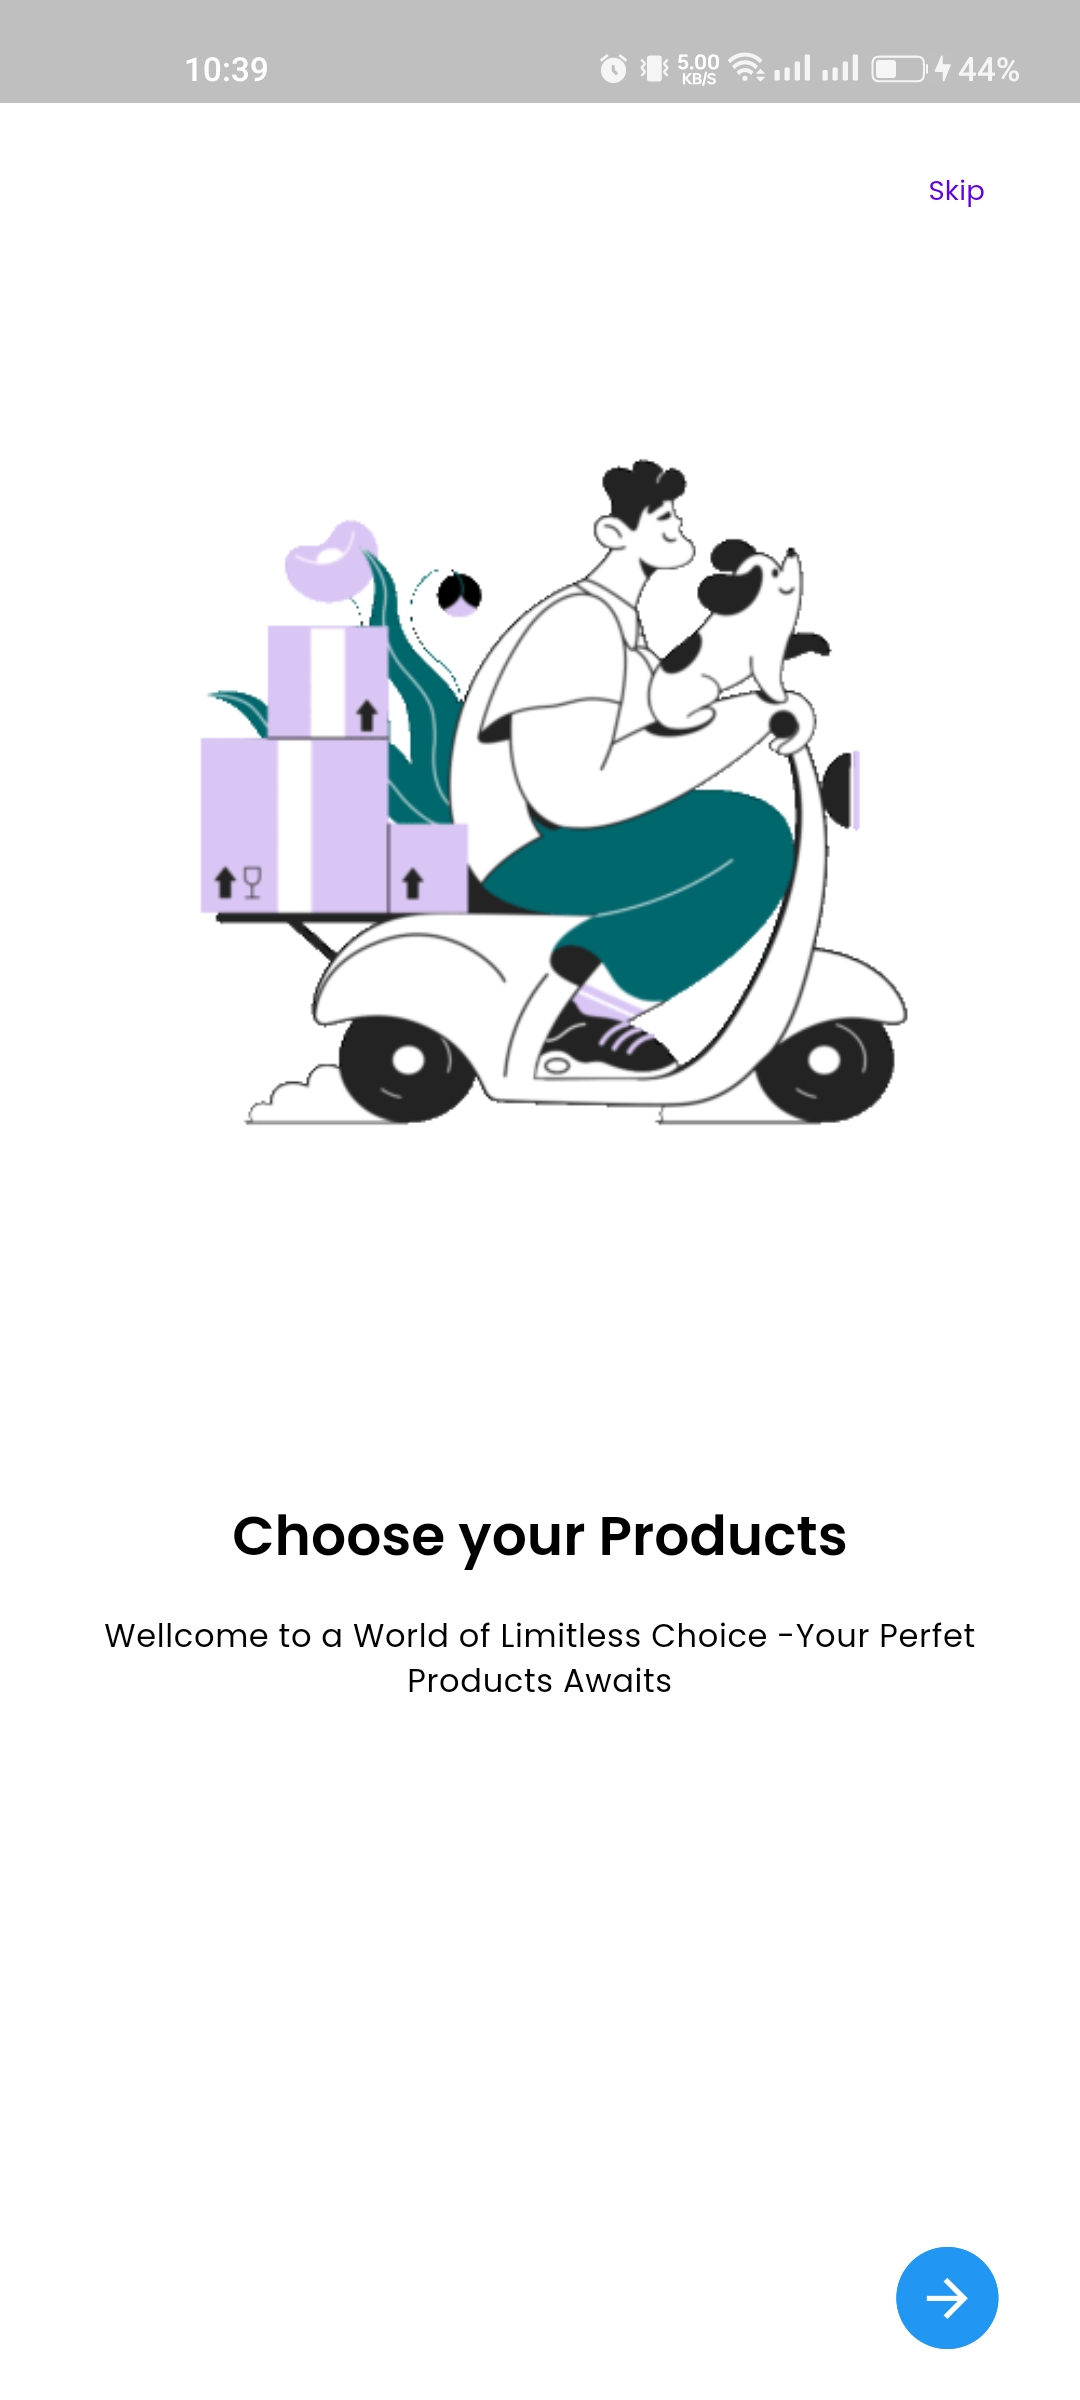 10:39 5.00 KB/S 44%
Skip
Choose your Products
Wellcome to a World of Limitless Choice -Your Perfet
Products Awaits